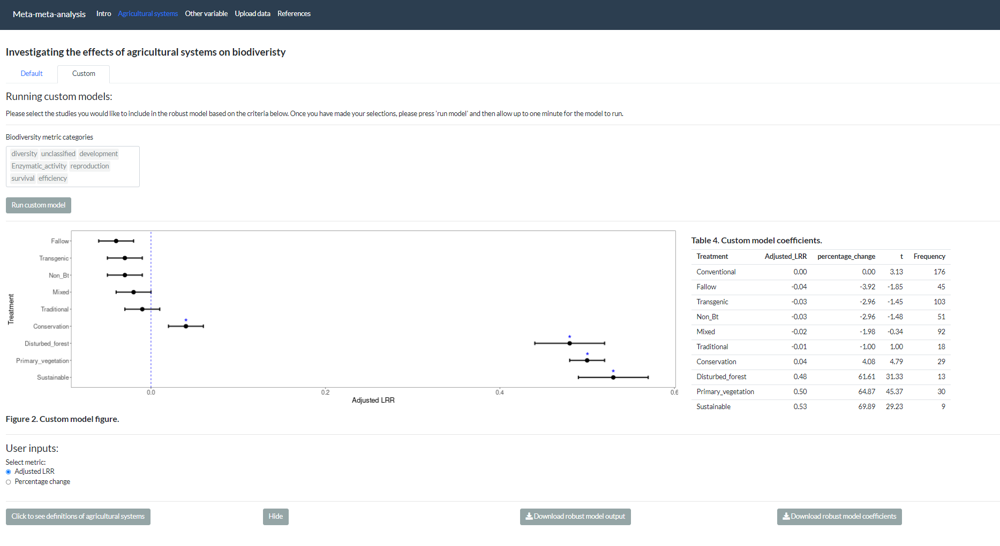 Meta-meta-analysis Intro Agricultural systems Other variable Upload data References
Investigating the effects of agricultural systems on biodiveristy
Default Custom
Running custom models:
Please select the studies you would like to include in the robust model based on the criteria below. Once you have made your selections, please press 'run model' and then allow up to one minute for the model to run.
Biodiversity metric categories
diversity unclassified development
Enzymatic_activity reproduction
survival efficiency
Run custom model
Treatment
Fallow
Transgenic
Non_Bt
Mixed
Traditional
Conservation *
Disturbed_forest *
Primary_vegetation *
Sustainable *
0.0 0.2 0.4 0.6
Adjusted LRR
Figure 2. Custom model figure.
Table 4. Custom model coefficients.
Treatment Adjusted_LRR percentage_change t Frequency
Conventional 0.00 0.00 3.13 176
Fallow -0.04 -3.92 -1.85 45
Transgenic -0.03 -2.96 -1.45 103
Non_Bt -0.03 -2.96 -1.48 51
Mixed -0.02 -1.98 -0.34 92
Traditional -0.01 -1.00 1.00 18
Conservation 0.04 4.08 4.79 29
Disturbed_forest 0.48 61.61 31.33 13
Primary_vegetation 0.50 64.87 45.37 30
Sustainable 0.53 69.89 29.23 9
User inputs:
Select metric:
Adjusted LRR
Percentage change
Click to see definitions of agricultural systems Hide Download robust model output Download robust model coefficients